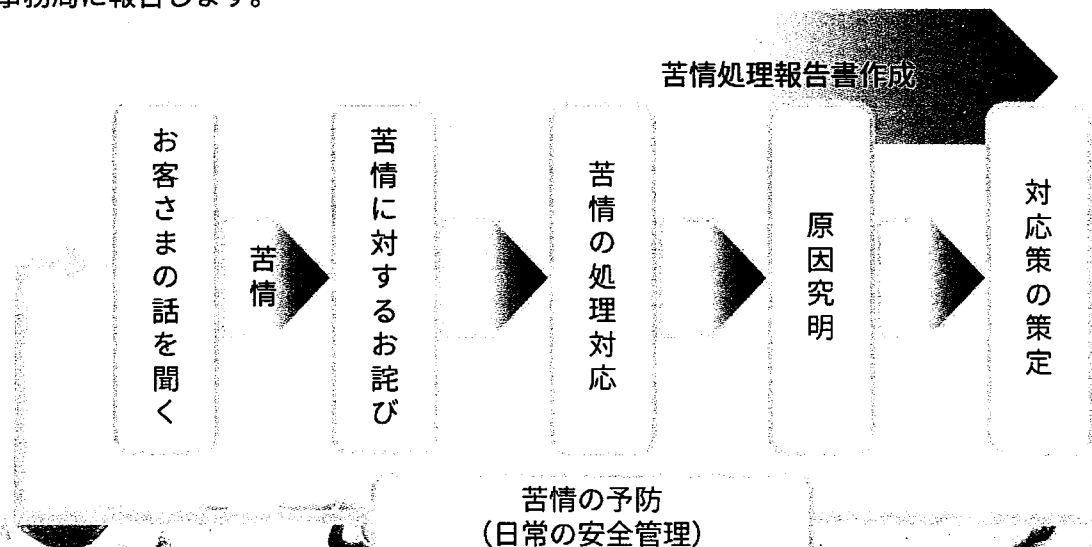 事務局に報告します。
苦情処理報告書作成
お客さまの話を聞く
苦情
苦情に対するお詫び
苦情の処理対応
原因究明
対応策の策定
苦情の予防
（日常の安全管理）